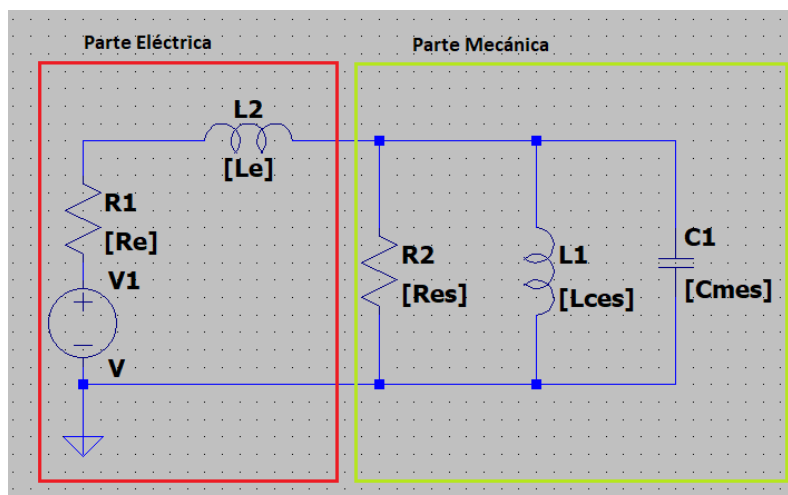 Parte Eléctrica
Parte Mecánica
L2
[Le]
R1
[Re]
V1
V
R2
[Res]
L1
[Lces]
C1
[Cmes]